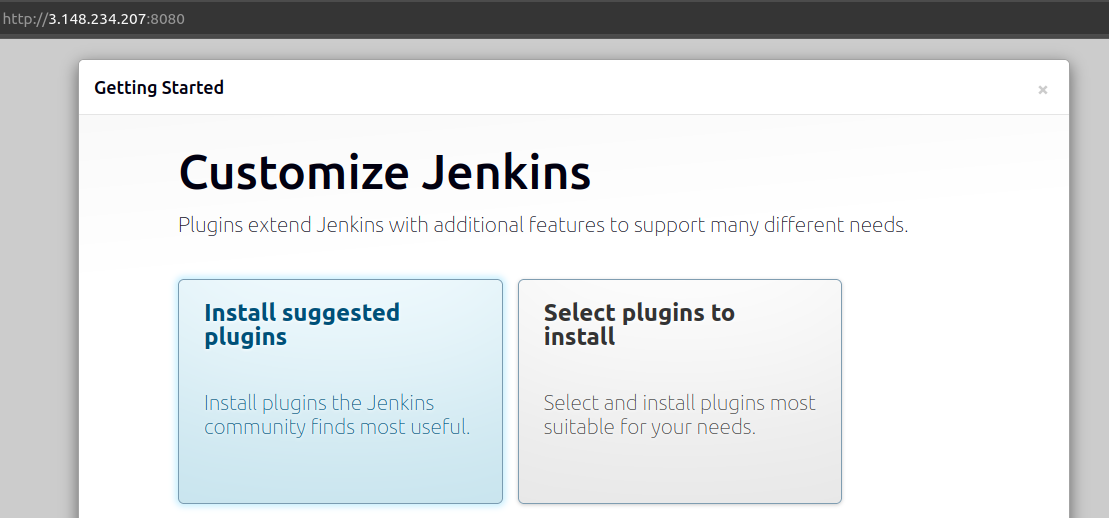 http://3.148.234.207:8080
Getting Started
×
Customize Jenkins
Plugins extend Jenkins with additional features to support many different needs.
Install suggested
plugins
Install plugins the Jenkins
community finds most useful.
Select plugins to
install
Select and install plugins most
suitable for your needs.